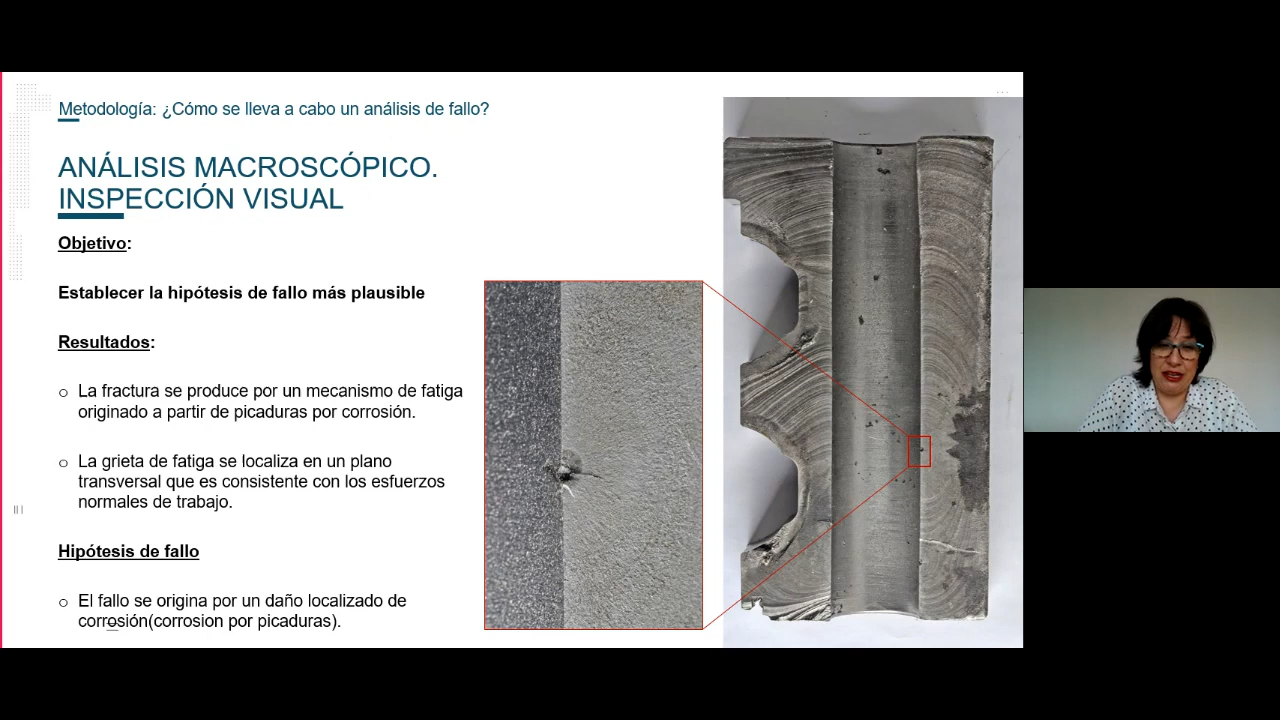 Metodología: ¿Cómo se lleva a cabo un análisis de fallo?
ANÁLISIS MACROSCÓPICO.
INSPECCIÓN VISUAL
Objetivo:
Establecer la hipótesis de fallo más plausible
Resultados:
o La fractura se produce por un mecanismo de fatiga
originado a partir de picaduras por corrosión.
o La grieta de fatiga se localiza en un plano
transversal que es consistente con los esfuerzos
normales de trabajo.
Hipótesis de fallo
o El fallo se origina por un daño localizado de
corrosión(corrosion por picaduras).